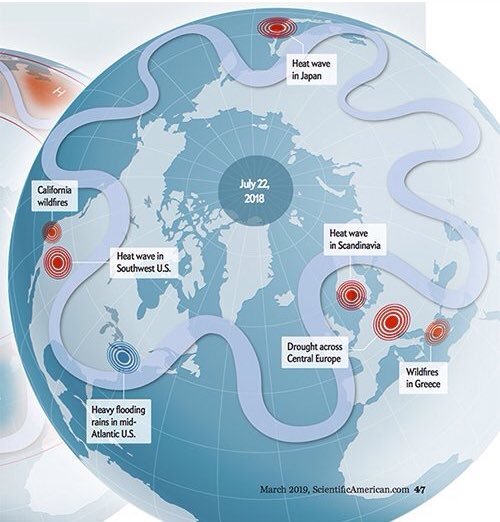 Heat wave
in Japan
H
July 22,
2018
California
wildfires
Heat wave in
Southwest U.S.
Heat wave
in Scandinavia
Drought across
Central Europe
Wildfires
in Greece
Heavy flooding
rains in mid-
Atlantic U.S.
March 2019, ScientificAmerican.com 47